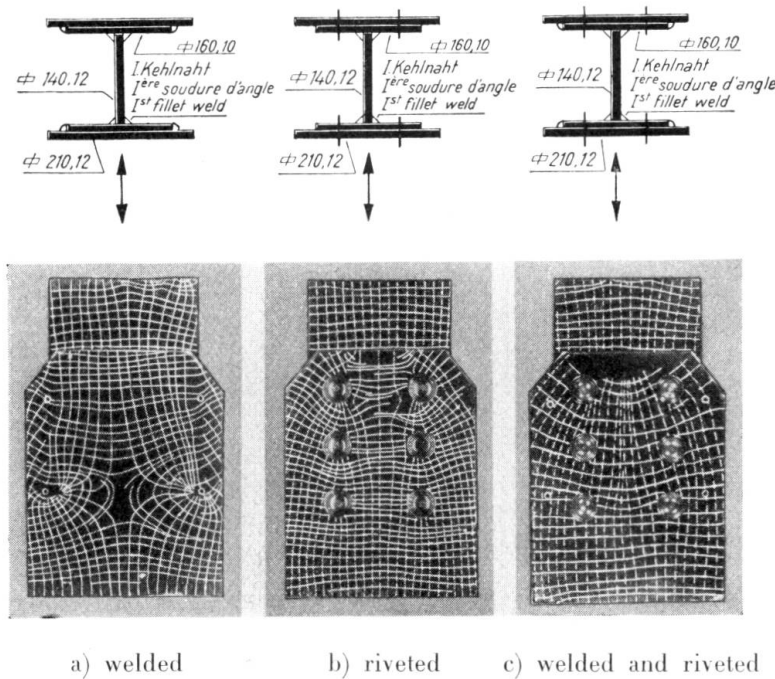 ⌓160,10
⌓140.12
I.Kehlnaht
Ière soudure d'angle
Ist fillet weld
⌓210,12
⌓160,10
⌓140,12
I.Kehlnaht
Ière soudure d'angle
Ist fillet weld
⌓210,12
⌓160,10
⌓140,12
I.Kehlnaht
Ière soudure d'angle
Ist fillet weld
⌓210,12
a) welded
b) riveted
c) welded and riveted